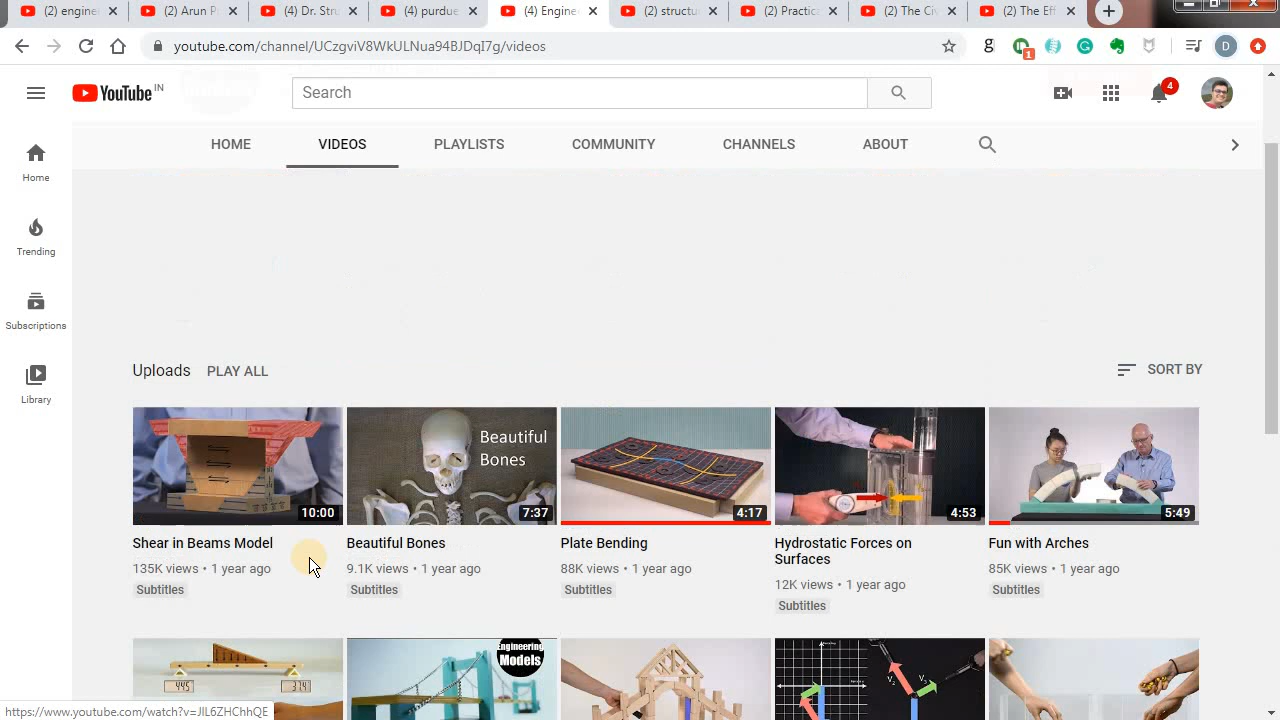 (2) engine
(2) Arun P
(4) Dr. Stru
(4) purdue
(4) Engine
(2) structu
(2) Practice
(2) The Civ
(2) The Eff
youtube.com/channel/UCzgviV8WkULNua94BJDqI7g/videos
1
D
YouTube IN
Search
4
HOME
VIDEOS
PLAYLISTS
COMMUNITY
CHANNELS
ABOUT
Home
Trending
Subscriptions
Library
Uploads
PLAY ALL
SORT BY
10:00
Beautiful
Bones
7:37
4:17
4:53
5:49
Shear in Beams Model
135K views • 1 year ago
Subtitles
Beautiful Bones
9.1K views • 1 year ago
Subtitles
Plate Bending
88K views • 1 year ago
Subtitles
Hydrostatic Forces on
Surfaces
12K views • 1 year ago
Subtitles
Fun with Arches
85K views • 1 year ago
Subtitles
Engineering
Models
https://www.youtube.com/watch?v=JlL6ZHChhQE